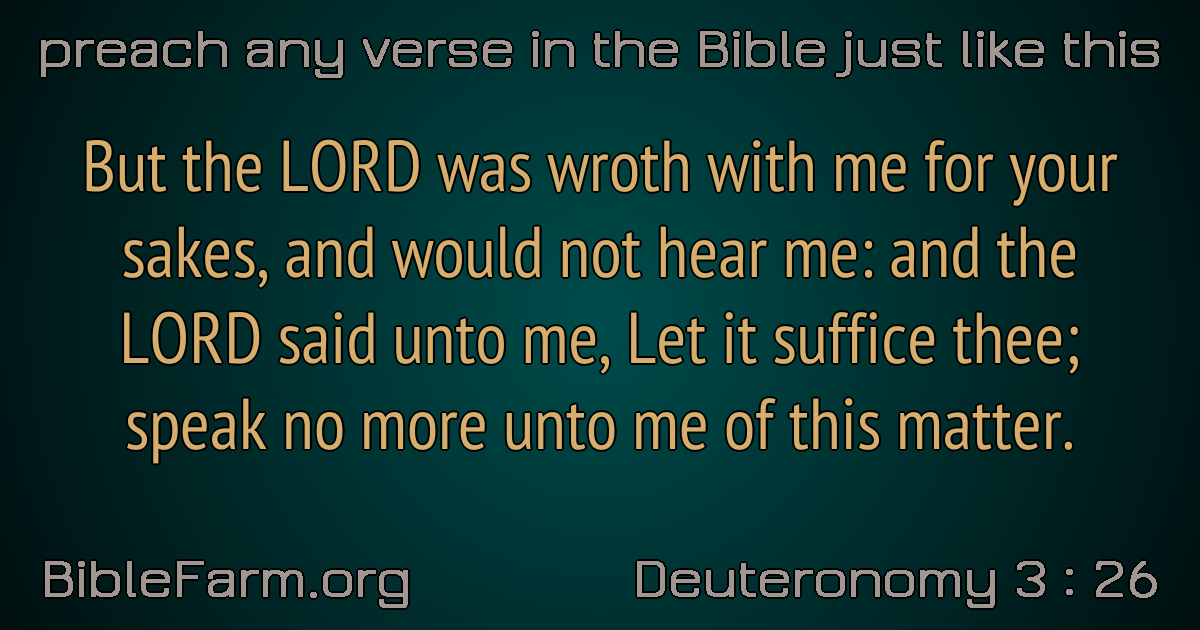 preach any verse in the Bible just like this
But the LORD was wroth with me for your
sakes, and would not hear me: and the
LORD said unto me, Let it suffice thee;
speak no more unto me of this matter.
BibleFarm.org
Deuteronomy 3 : 26